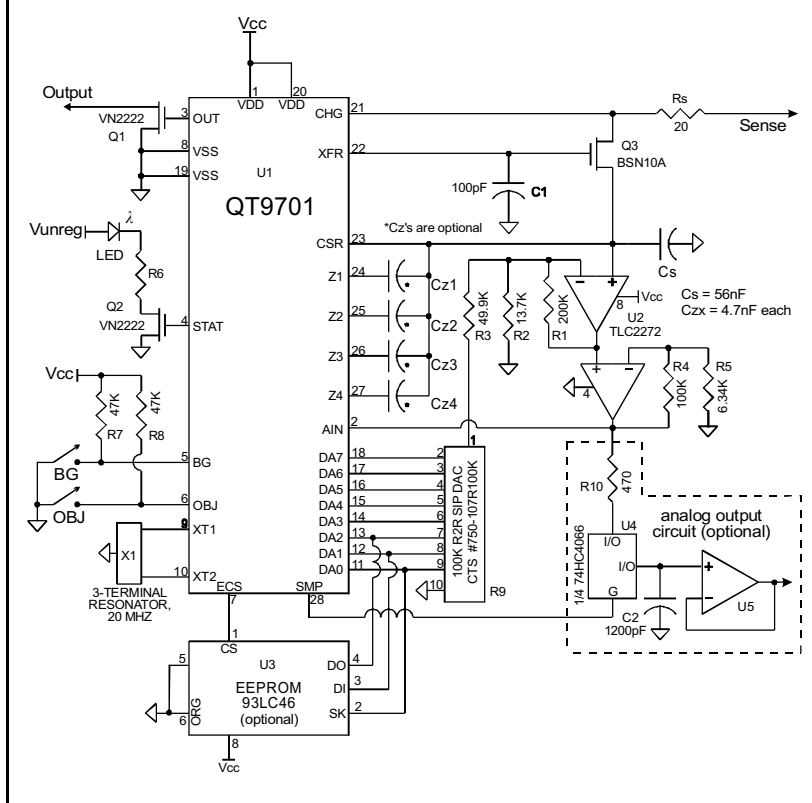 Vcc
1
20
VDD
VDD
Output
VN2222
Q1
3
OUT
8
VSS
19
VSS
U1
QT9701
CHG
21
Rs
20
Sense
XFR
22
Q3
BSN10A
100pF
C1
*Cz's are optional
CSR
23
Cs
Vunreg
λ
LED
R6
Q2
VN2222
4
STAT
Z1
24
*
Cz1
Z2
25
*
Cz2
Z3
26
*
Cz3
Z4
27
*
Cz4
49.9K
R3
13.7K
R2
200K
R1
−
+
8
Vcc
U2
TLC2272
Cs = 56nF
Czx = 4.7nF each
+
−
4
R4
100K
R5
6.34K
Vcc
47K
R7
47K
R8
AIN
2
5
BG
BG
6
OBJ
OBJ
9
XT1
X1
10
XT2
3-TERMINAL
RESONATOR,
20 MHZ
DA7
18
2
DA6
17
3
DA5
16
4
DA4
15
5
DA3
14
6
DA2
13
7
DA1
12
8
DA0
11
9
1
100K R2R SIP DAC
CTS #750-107R100K
10
R9
ECS
7
SMP
28
R10
470
analog output
circuit (optional)
1/4 74HC4066
U4
I/O
I/O
G
C2
1200pF
+
−
U5
1
CS
U3
EEPROM
93LC46
(optional)
5
6
ORG
DO
4
DI
3
SK
2
8
Vcc